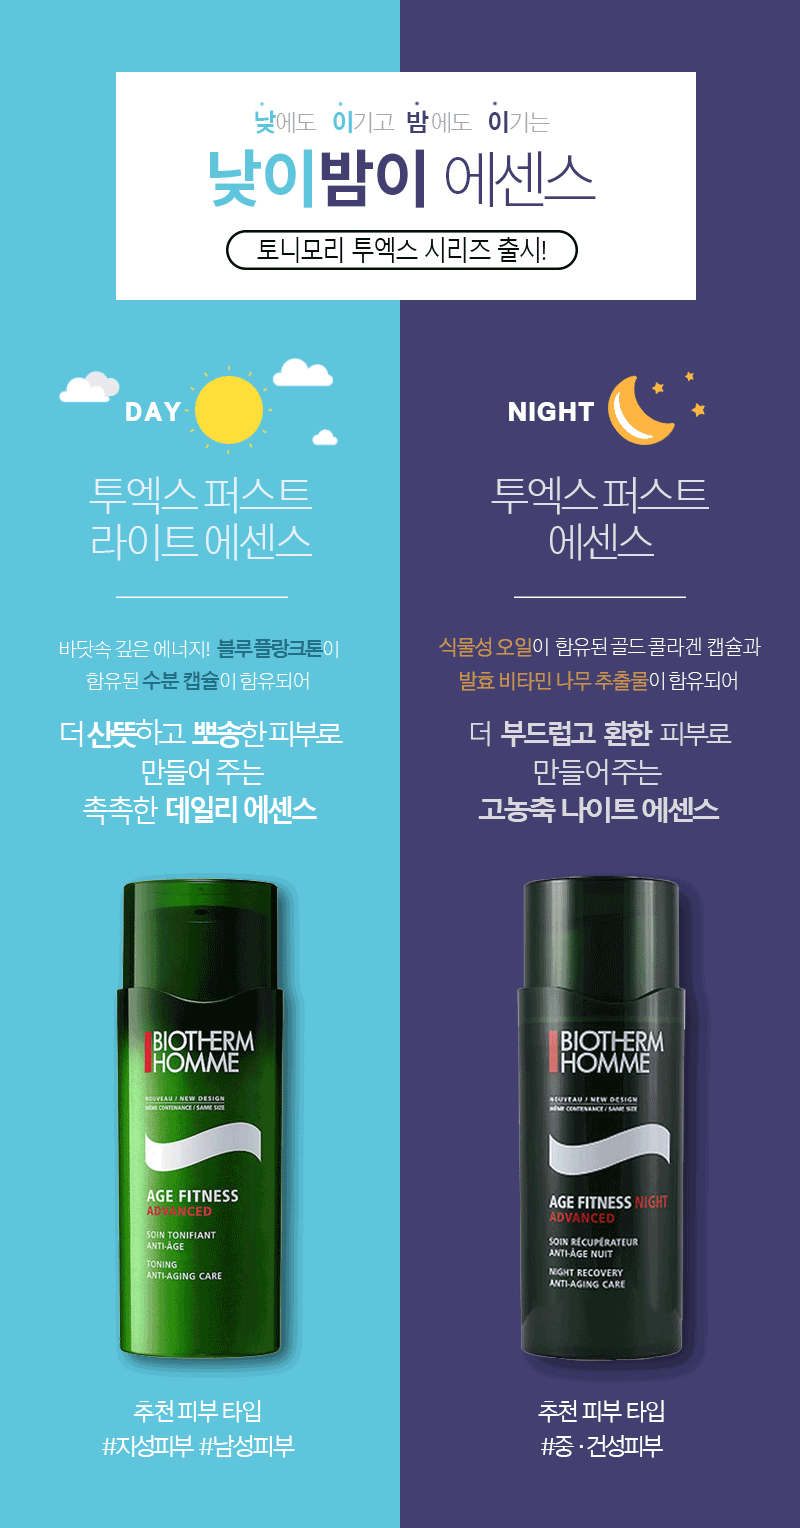 낮에도 이기고 밤에도 이기는
낮이밤이 에센스
토니모리 투엑스 시리즈 출시!
DAY
투엑스 퍼스트
라이트 에센스
바닷속 깊은 에너지! 블루플랑크톤이
함유된 수분 캡슐이 함유되어
더 산뜻하고 뽀송한 피부로
만들어 주는
촉촉한 데일리 에센스
BIOTHERM
HOMME
NOUVEAU / NEW DESIGN
MÊME CONTENANCE / SAME SIZE
AGE FITNESS
ADVANCED
SOIN TONIFIANT
ANTI-ÂGE
TONING
ANTI-AGING CARE
추천 피부 타입
#지성피부 #남성피부
NIGHT
투엑스 퍼스트
에센스
식물성 오일이 함유된 골드 콜라겐 캡슐과
발효 비타민 나무 추출물이 함유되어
더 부드럽고 환한 피부로
만들어주는
고농축 나이트 에센스
BIOTHERM
HOMME
NOUVEAU / NEW DESIGN
MÊME CONTENANCE / SAME SIZE
AGE FITNESS NIGHT
ADVANCED
SOIN RÉCUPÉRATEUR
ANTI-ÂGE NUIT
NIGHT RECOVERY
ANTI-AGING CARE
추천 피부 타입
#중·건성피부